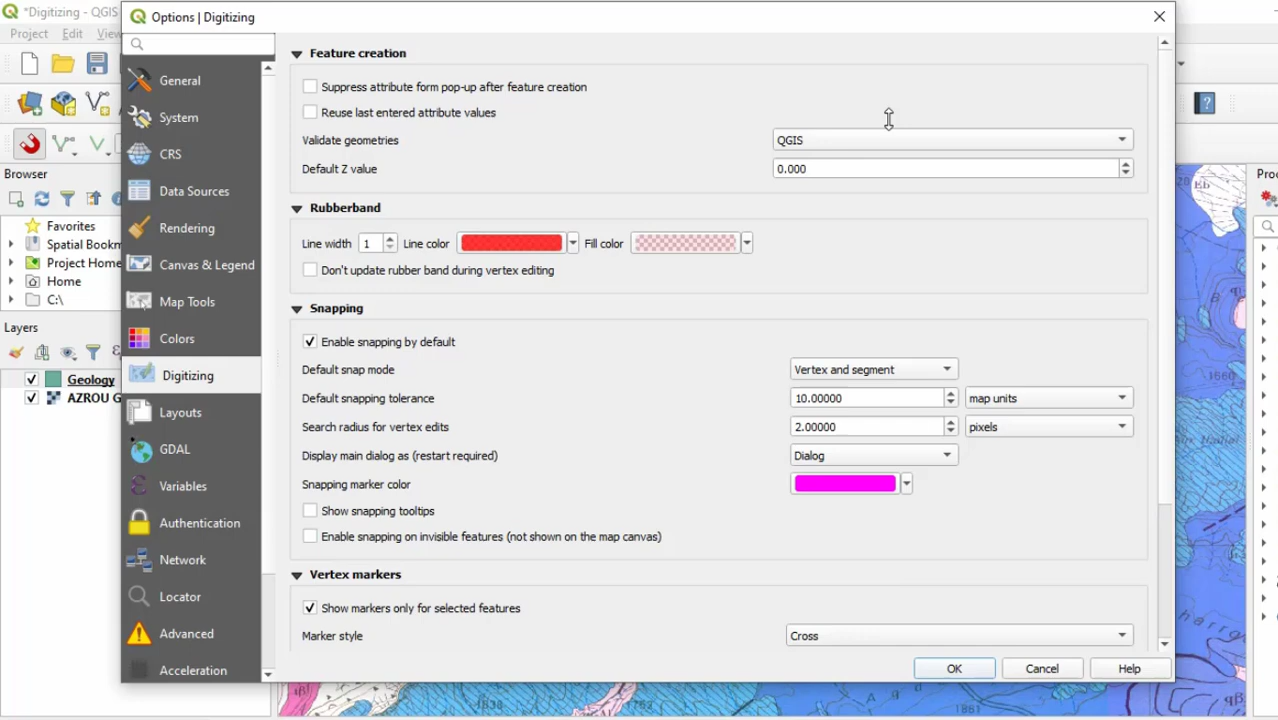 *Digitizing - QGIS
Options | Digitizing
Project Edit View
General
System
CRS
Data Sources
Rendering
Canvas & Legend
Map Tools
Colors
Digitizing
Layouts
GDAL
Variables
Authentication
Network
Locator
Advanced
Acceleration
Feature creation
Suppress attribute form pop-up after feature creation
Reuse last entered attribute values
Validate geometries QGIS
Default Z value 0.000
Rubberband
Line width 1 Line color Fill color
Don't update rubber band during vertex editing
Snapping
Enable snapping by default
Default snap mode Vertex and segment
Default snapping tolerance 10.00000 map units
Search radius for vertex edits 2.00000 pixels
Display main dialog as (restart required) Dialog
Snapping marker color
Show snapping tooltips
Enable snapping on invisible features (not shown on the map canvas)
Vertex markers
Show markers only for selected features
Marker style Cross
OK Cancel Help
Browser
Favorites
Spatial Bookm
Project Home
Home
C:\
Layers
Geology
AZROU G
Proc
1660
1838
1861